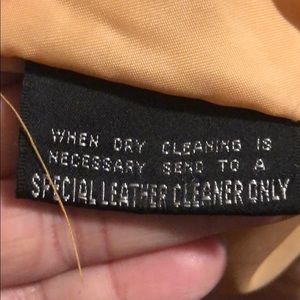 WHEN DRY CLEANING IS
NECESSARY SEND TO A
SPECIAL LEATHER CLEANER ONLY